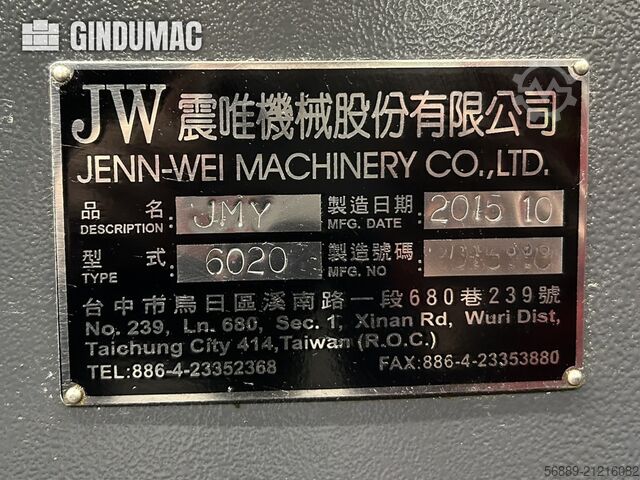 GINDUMAC
JW 震唯機械股份有限公司
JENN-WEI MACHINERY CO.,LTD.
品名 : JMY 製造日期 : 2015 10
DESCRIPTION MFG. DATE
型式 : 6020 製造號碼 :
TYPE MFG. NO
台中市烏日區溪南路一段680巷239號
No. 239, Ln. 680, Sec. 1, Xinan Rd, Wuri Dist,
Taichung City 414,Taiwan (R.O.C.)
TEL:886-4-23352368 FAX:886-4-23353880
56889-21216082